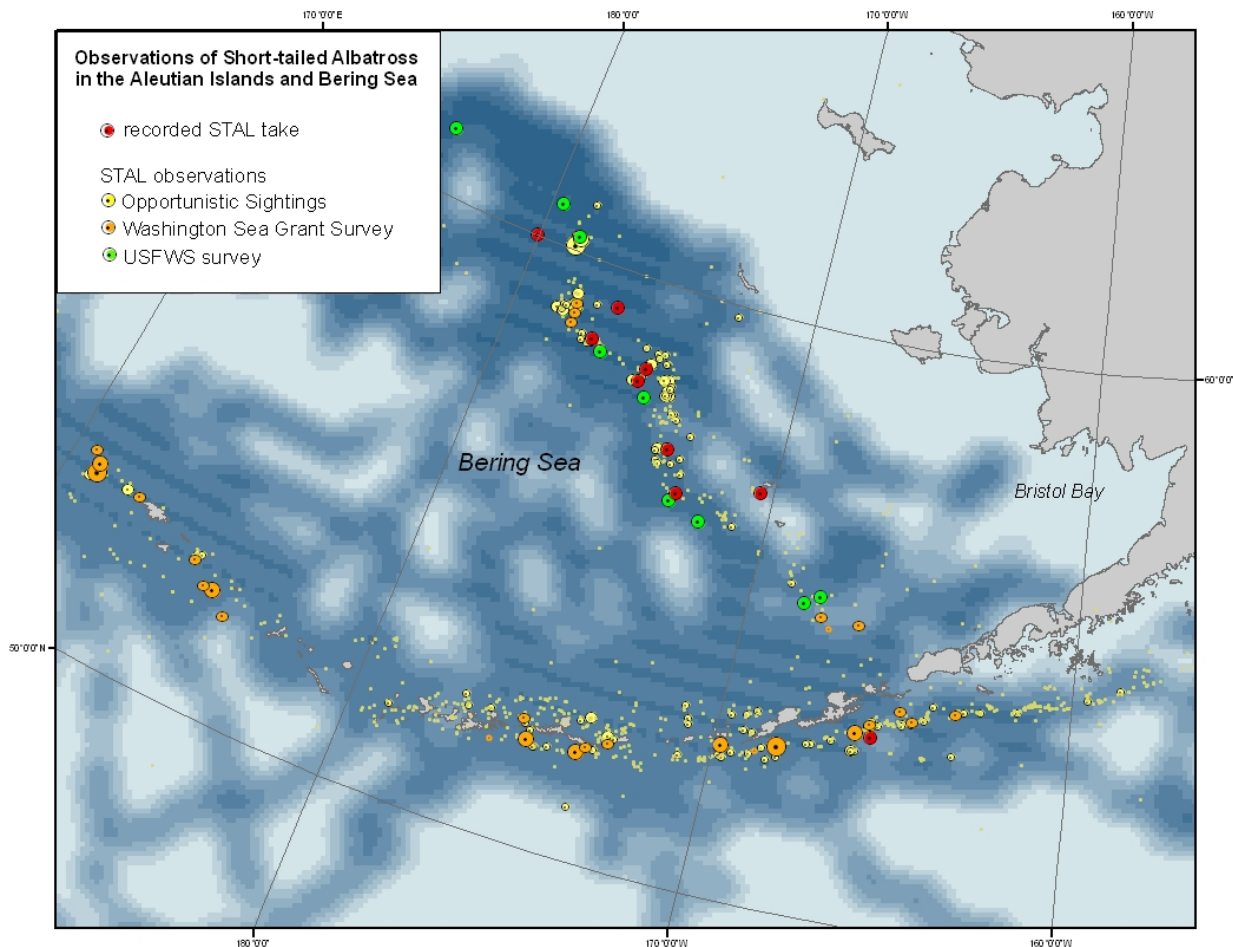 170°0'0"E
180°0'0"
170°0'0"W
160°0'0"W
Observations of Short-tailed Albatross
in the Aleutian Islands and Bering Sea
recorded STAL take
STAL observations
Opportunistic Sightings
Washington Sea Grant Survey
USFWS survey
60°0'0"
Bering Sea
Bristol Bay
50°0'0"N
180°0'0"
170°0'0"W
160°0'0"W